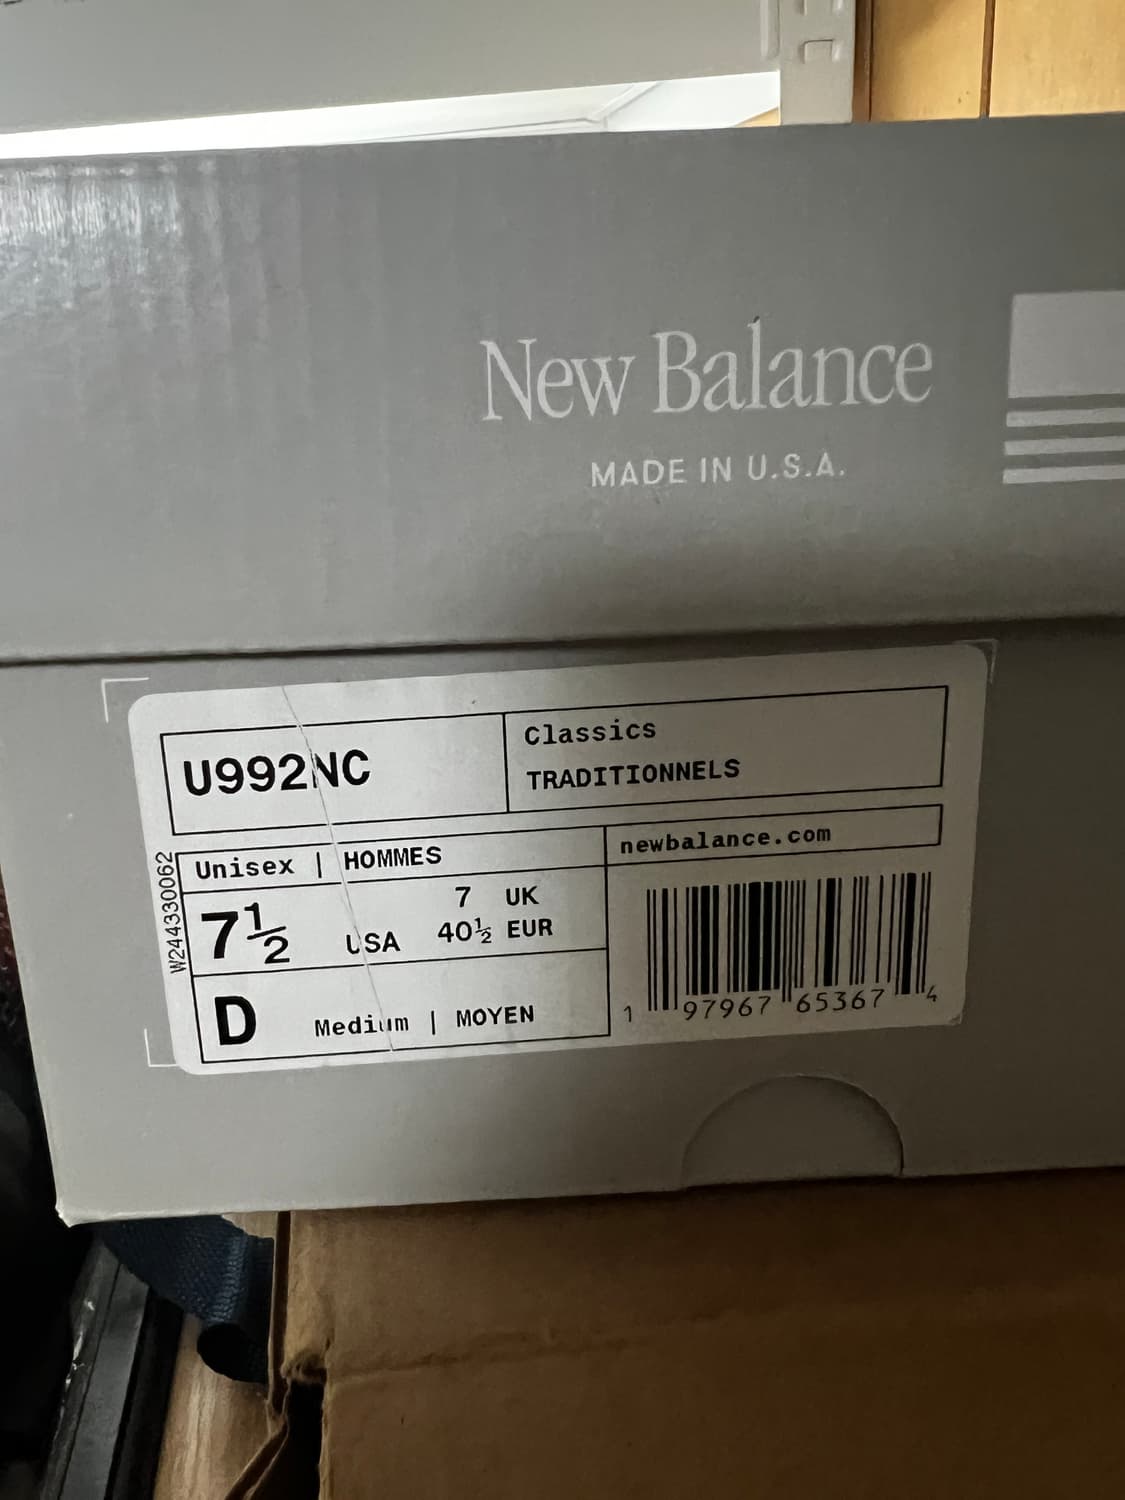 New Balance
MADE IN U.S.A.
U992NC
Classics
TRADITIONNELS
newbalance.com
Unisex | HOMMES
7½ USA
7 UK
40½ EUR
D Medium | MOYEN
W244330062
1 97967 65367 4